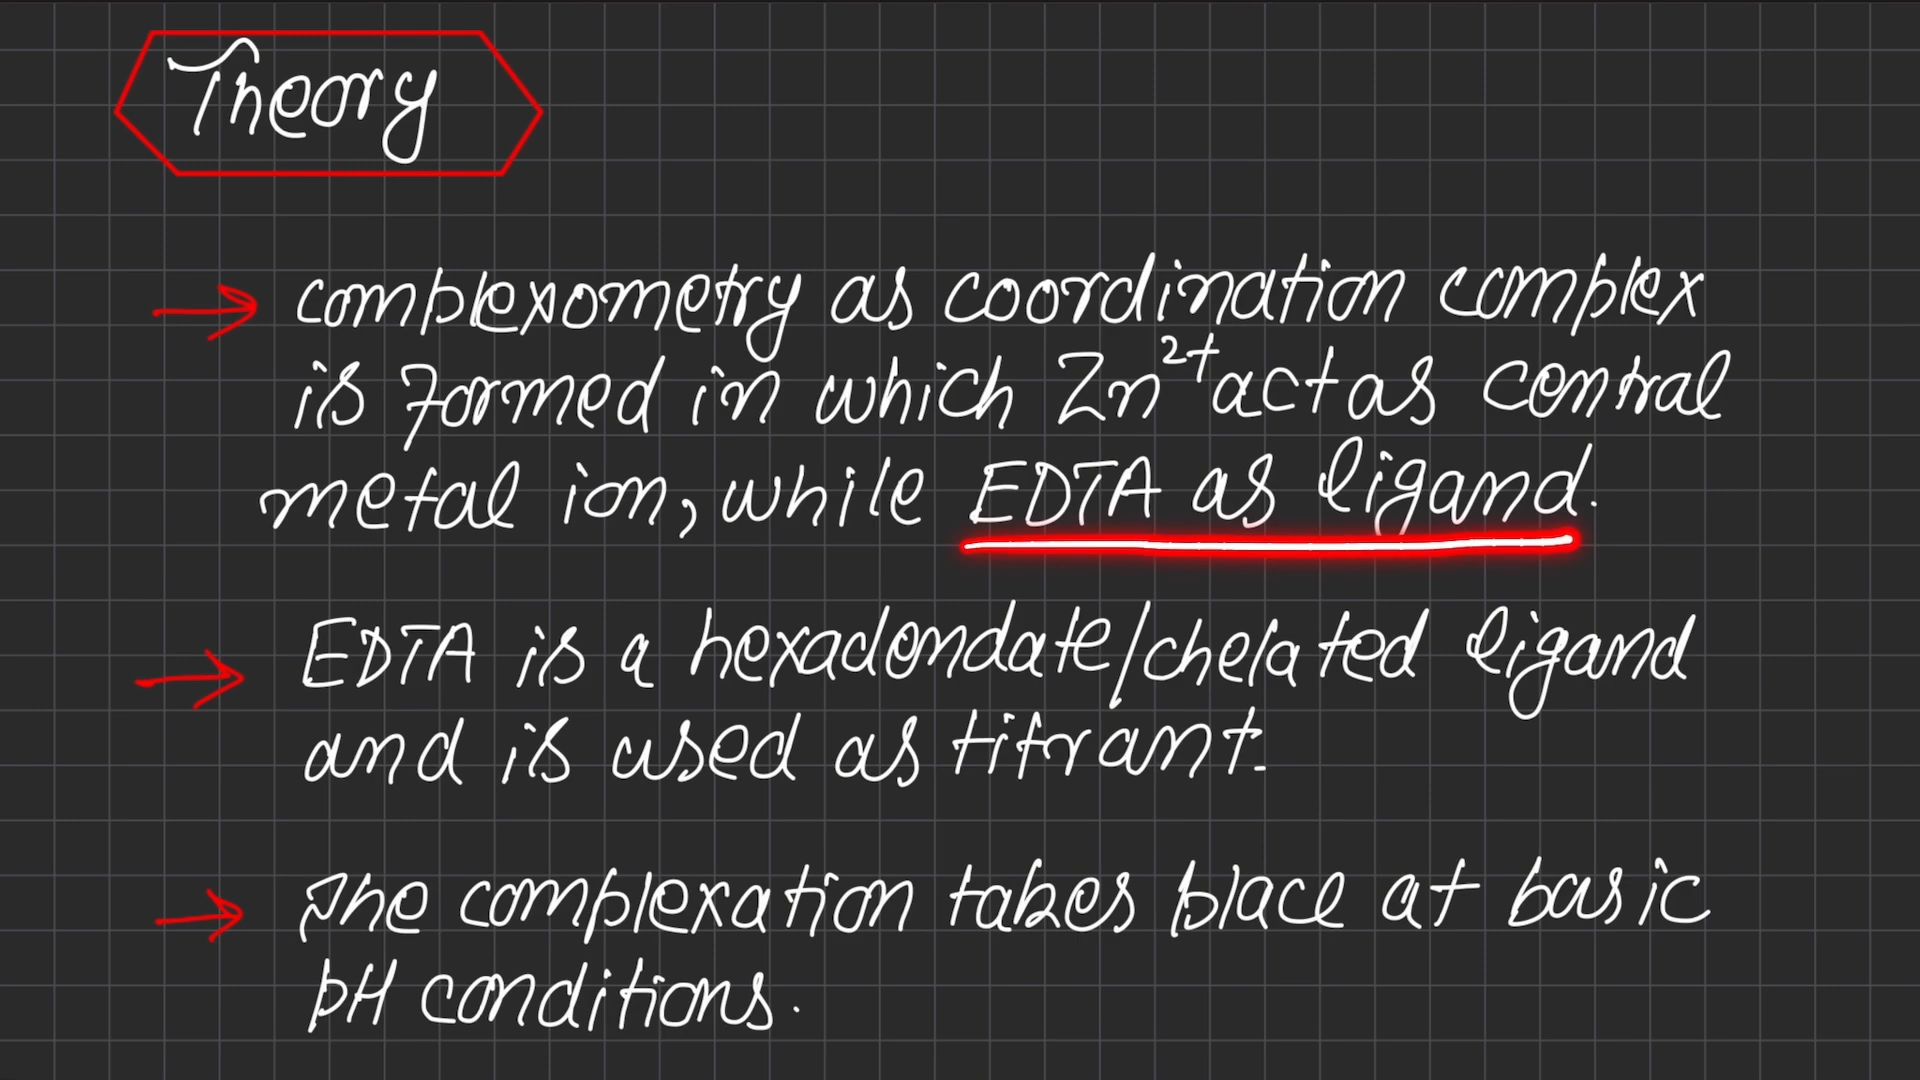 Theory
→ complexometry as coordination complex
is formed in which Zn²⁺ act as central
metal ion, while EDTA as ligand.
→ EDTA is a hexadendate/chelated ligand
and is used as titrant.
→ The complexation takes place at basic
pH conditions.